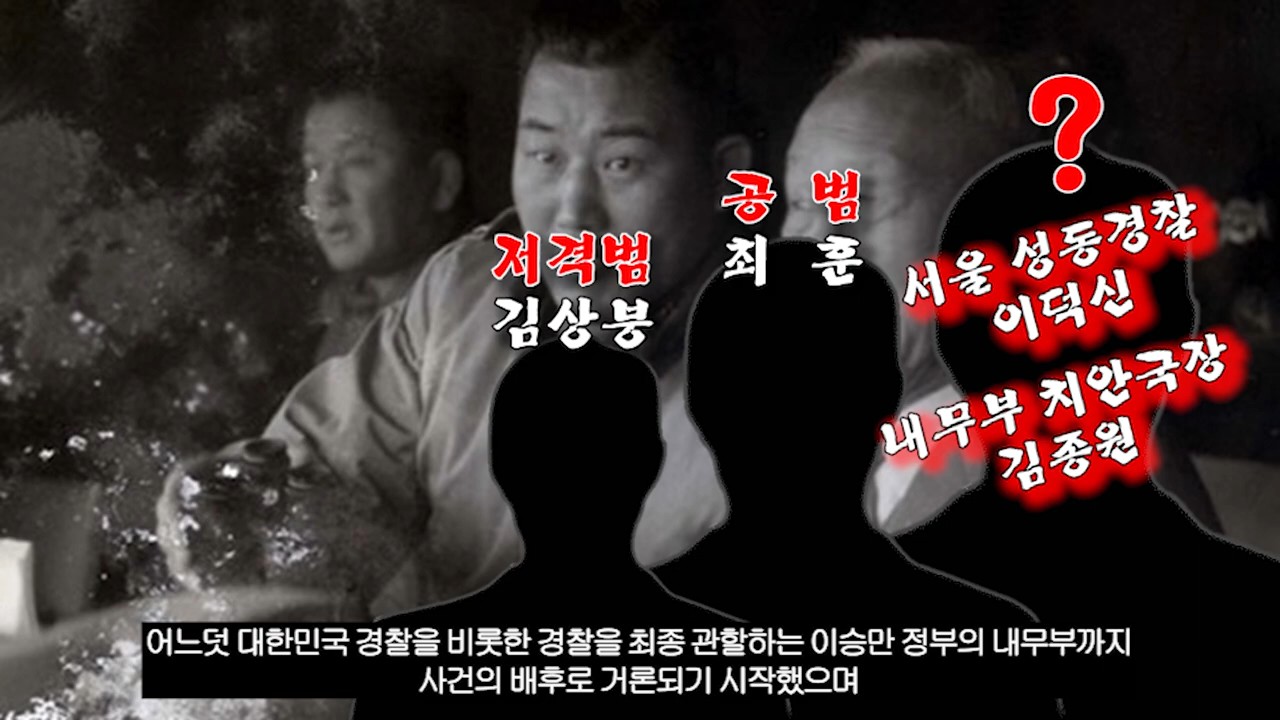 ?
공 범
최 훈
저격범
김상붕
서울 성동경찰
이덕신
내무부 치안국장
김종원
어느덧 대한민국 경찰을 비롯한 경찰을 최종 관할하는 이승만 정부의 내무부까지
사건의 배후로 거론되기 시작했으며